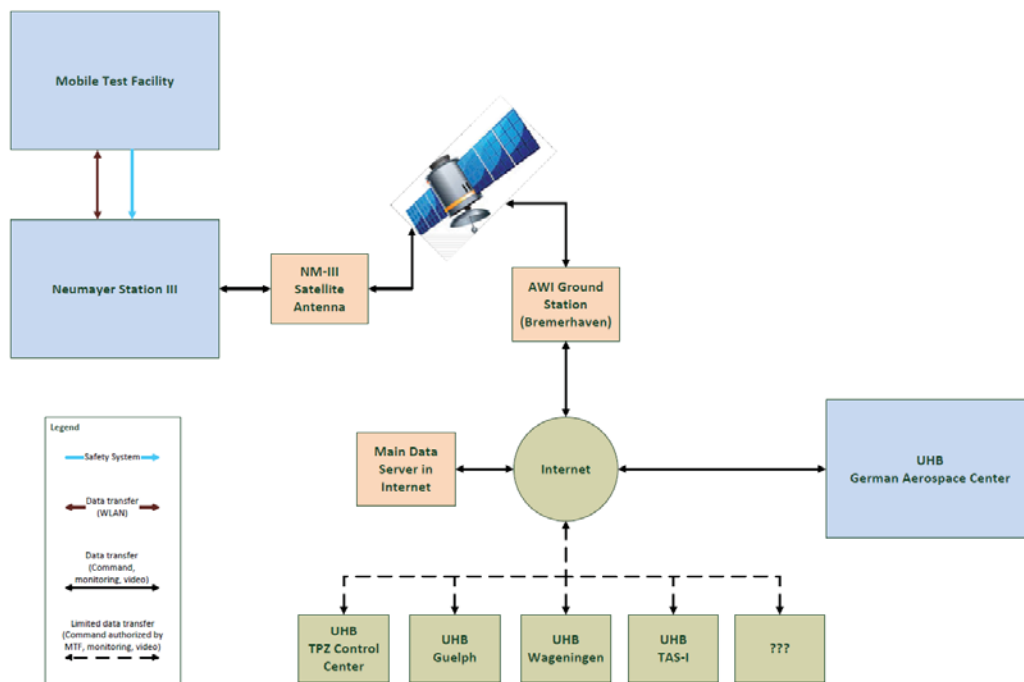 Mobile Test Facility
Neumayer Station III
NM-III
Satellite
Antenna
AWI Ground
Station
(Bremerhaven)
Main Data
Server in
Internet
Internet
UHB
German Aerospace Center
Legend
Safety System
Data transfer
(WLAN)
Data transfer
(Command,
monitoring, video)
Limited data transfer
(Command authorized by
MTF, monitoring, video)
UHB
TPZ Control
Center
UHB
Guelph
UHB
Wageningen
UHB
TAS-I
???